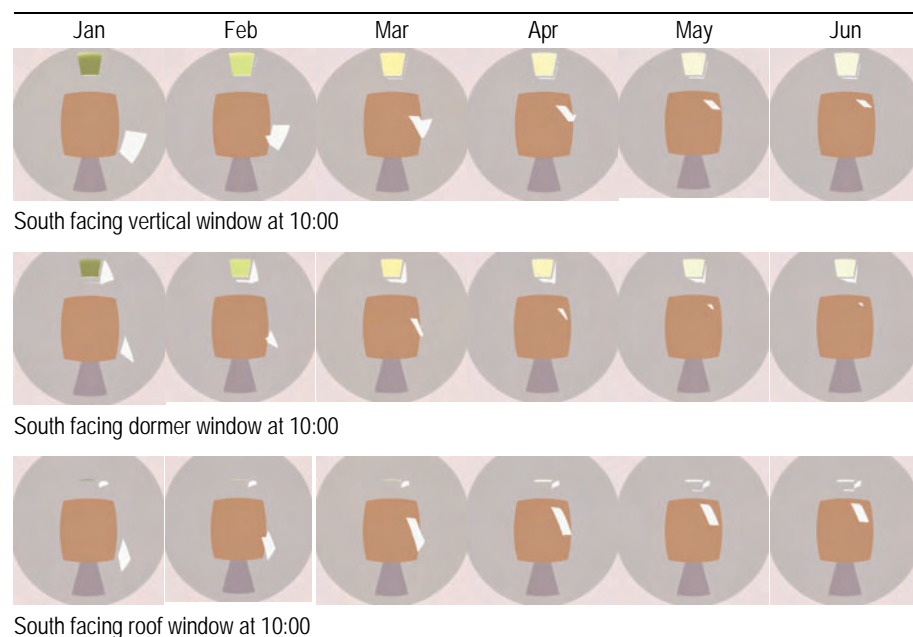 Jan Feb Mar Apr May Jun
South facing vertical window at 10:00
South facing dormer window at 10:00
South facing roof window at 10:00